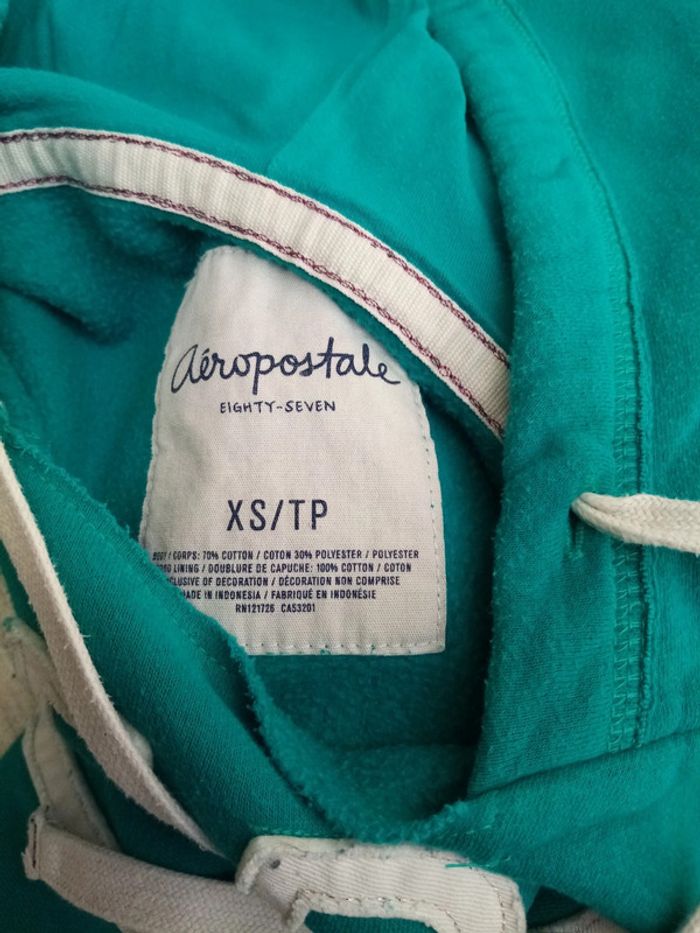 aéropostale
EIGHTY-SEVEN
XS/TP
BODY / CORPS: 70% COTTON / COTON 30% POLYESTER / POLYESTER
LINING / DOUBLURE DE CAPUCHE: 100% COTTON / COTON
OF DECORATION / DÉCORATION NON COMPRISE
MADE IN INDONESIA / FABRIQUÉ EN INDONÉSIE
RN121726 CA53201